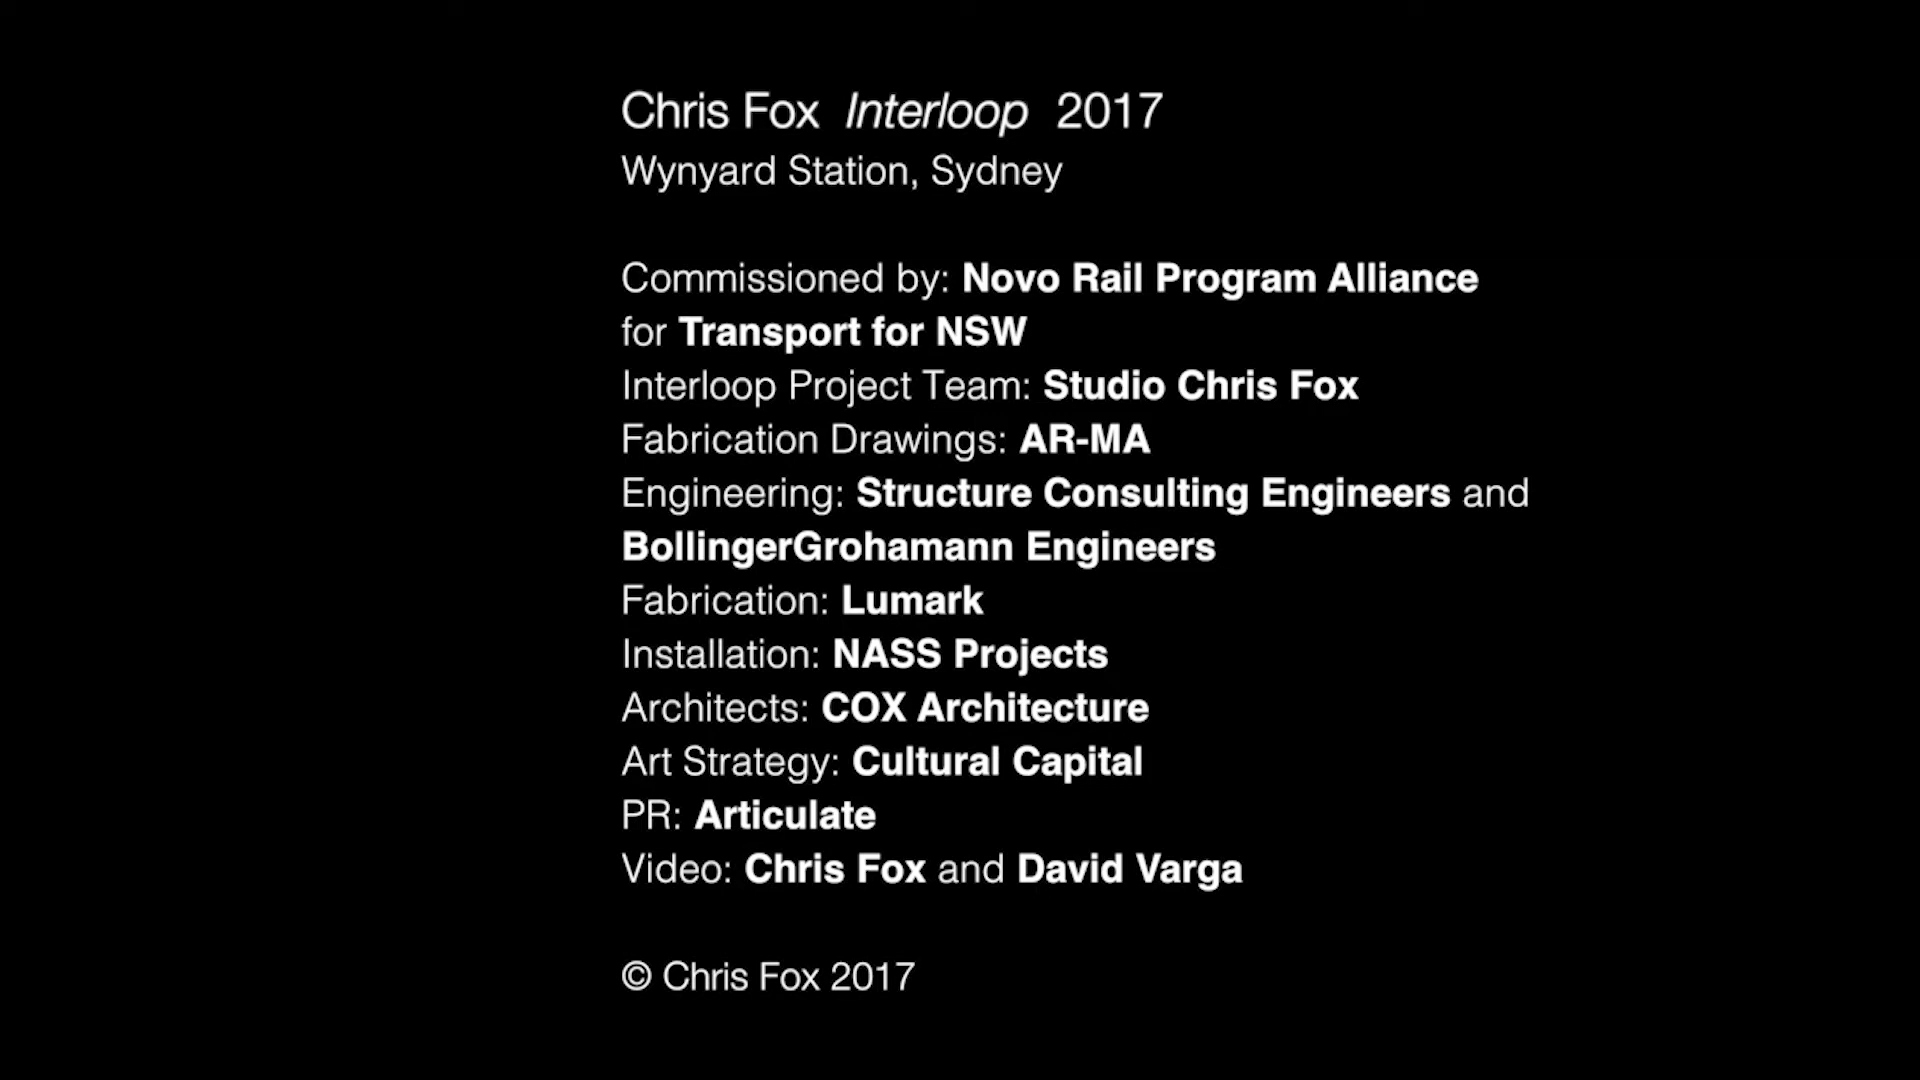 Chris Fox Interloop 2017
Wynyard Station, Sydney
Commissioned by: Novo Rail Program Alliance
for Transport for NSW
Interloop Project Team: Studio Chris Fox
Fabrication Drawings: AR-MA
Engineering: Structure Consulting Engineers and
BollingerGrohamann Engineers
Fabrication: Lumark
Installation: NASS Projects
Architects: COX Architecture
Art Strategy: Cultural Capital
PR: Articulate
Video: Chris Fox and David Varga
© Chris Fox 2017